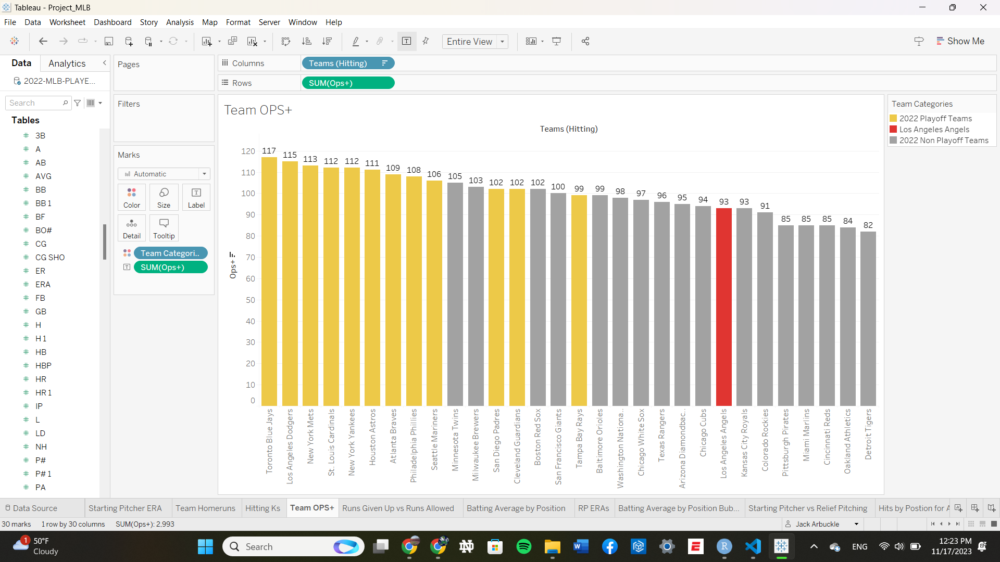 Tableau - Project_MLB
File Data Worksheet Dashboard Story Analysis Map Format Server Window Help
Entire View
Show Me
Data Analytics
2022-MLB-PLAYE...
Search
Tables
3B
A
AB
AVG
BB
BB 1
BF
BO#
CG
CG SHO
ER
ERA
FB
GB
H
H 1
HB
HBP
HR
HR 1
IP
L
LD
NH
P#
P# 1
PA
Pages
Filters
Marks
Automatic
Color Size Label
Detail Tooltip
Team Categori..
SUM(Ops+)
Columns Teams (Hitting)
Rows SUM(Ops+)
Team OPS+
Teams (Hitting)
Ops+
120
110
100
90
80
70
60
50
40
30
20
10
0
117 115 113 112 112 111 109 108 106 105 103 102 102 102 100 99 99 98 97 96 95 94 93 93 91 85 85 85 84 82
Toronto Blue Jays
Los Angeles Dodgers
New York Mets
St. Louis Cardinals
New York Yankees
Houston Astros
Atlanta Braves
Philadelphia Phillies
Seattle Mariners
Minnesota Twins
Milwaukee Brewers
San Diego Padres
Cleveland Guardians
Boston Red Sox
San Francisco Giants
Tampa Bay Rays
Baltimore Orioles
Washington Nationa..
Chicago White Sox
Texas Rangers
Arizona Diamondbac..
Chicago Cubs
Los Angeles Angels
Kansas City Royals
Colorado Rockies
Pittsburgh Pirates
Miami Marlins
Cincinnati Reds
Oakland Athletics
Detroit Tigers
Team Categories
2022 Playoff Teams
Los Angeles Angels
2022 Non Playoff Teams
Data Source Starting Pitcher ERA Team Homeruns Hitting Ks Team OPS+ Runs Given Up vs Runs Allowed Batting Average by Position RP ERAs Batting Average by Position Bub... Starting Pitcher vs Relief Pitching Hits by Postion for A
30 marks 1 row by 30 columns SUM(Ops+): 2,993
Jack Arbuckle
1
50°F
Cloudy
Search
ENG
12:23 PM
11/17/2023